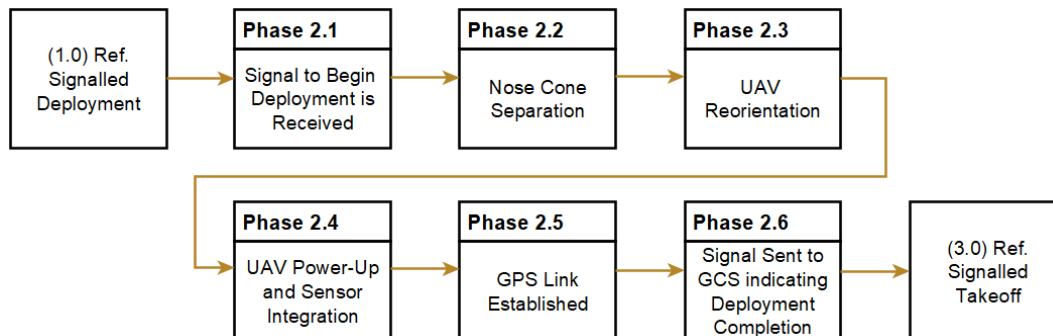 (1.0) Ref.
Signalled
Deployment
Phase 2.1
Signal to Begin
Deployment is
Received
Phase 2.2
Nose Cone
Separation
Phase 2.3
UAV
Reorientation
Phase 2.4
UAV Power-Up
and Sensor
Integration
Phase 2.5
GPS Link
Established
Phase 2.6
Signal Sent to
GCS indicating
Deployment
Completion
(3.0) Ref.
Signalled
Takeoff